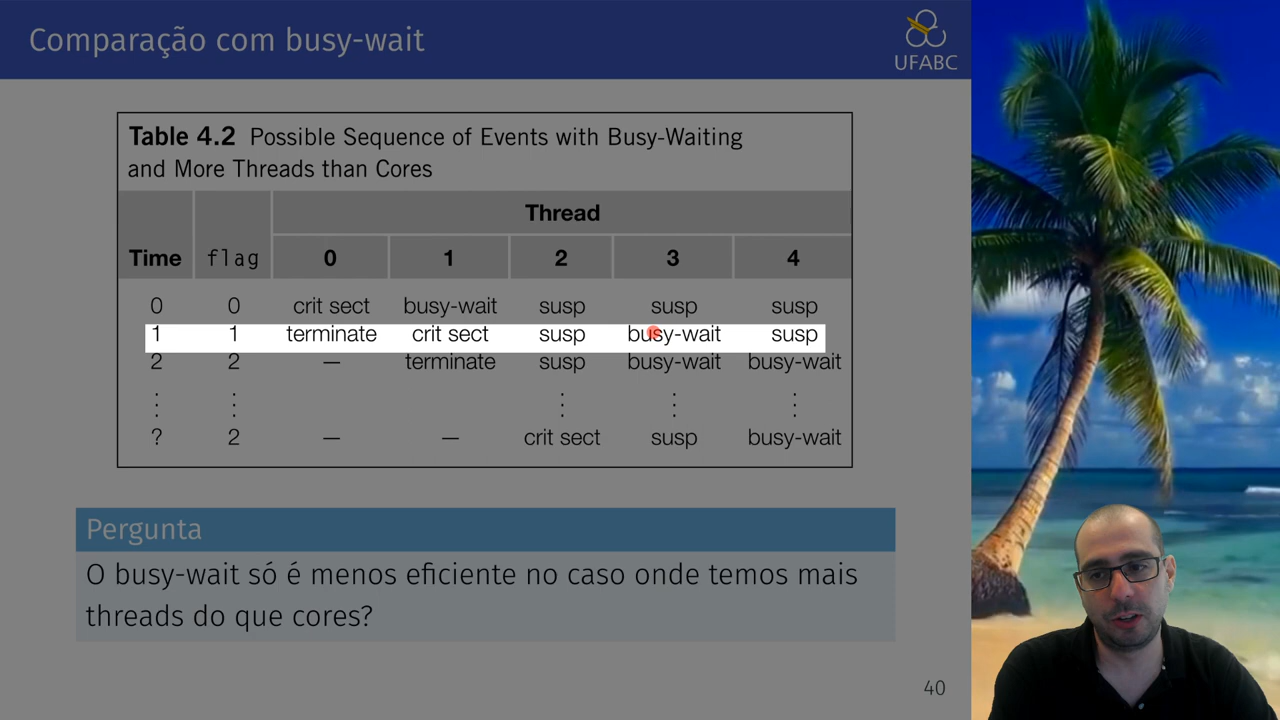 Comparação com busy-wait
UFABC
Table 4.2 Possible Sequence of Events with Busy-Waiting
and More Threads than Cores
Thread
Time flag 0 1 2 3 4
0 0 crit sect busy-wait susp susp susp
1 1 terminate crit sect susp busy-wait susp
2 2 — terminate susp busy-wait busy-wait
⋮ ⋮ ⋮ ⋮ ⋮
? 2 — — crit sect susp busy-wait
Pergunta
O busy-wait só é menos eficiente no caso onde temos mais
threads do que cores?
40